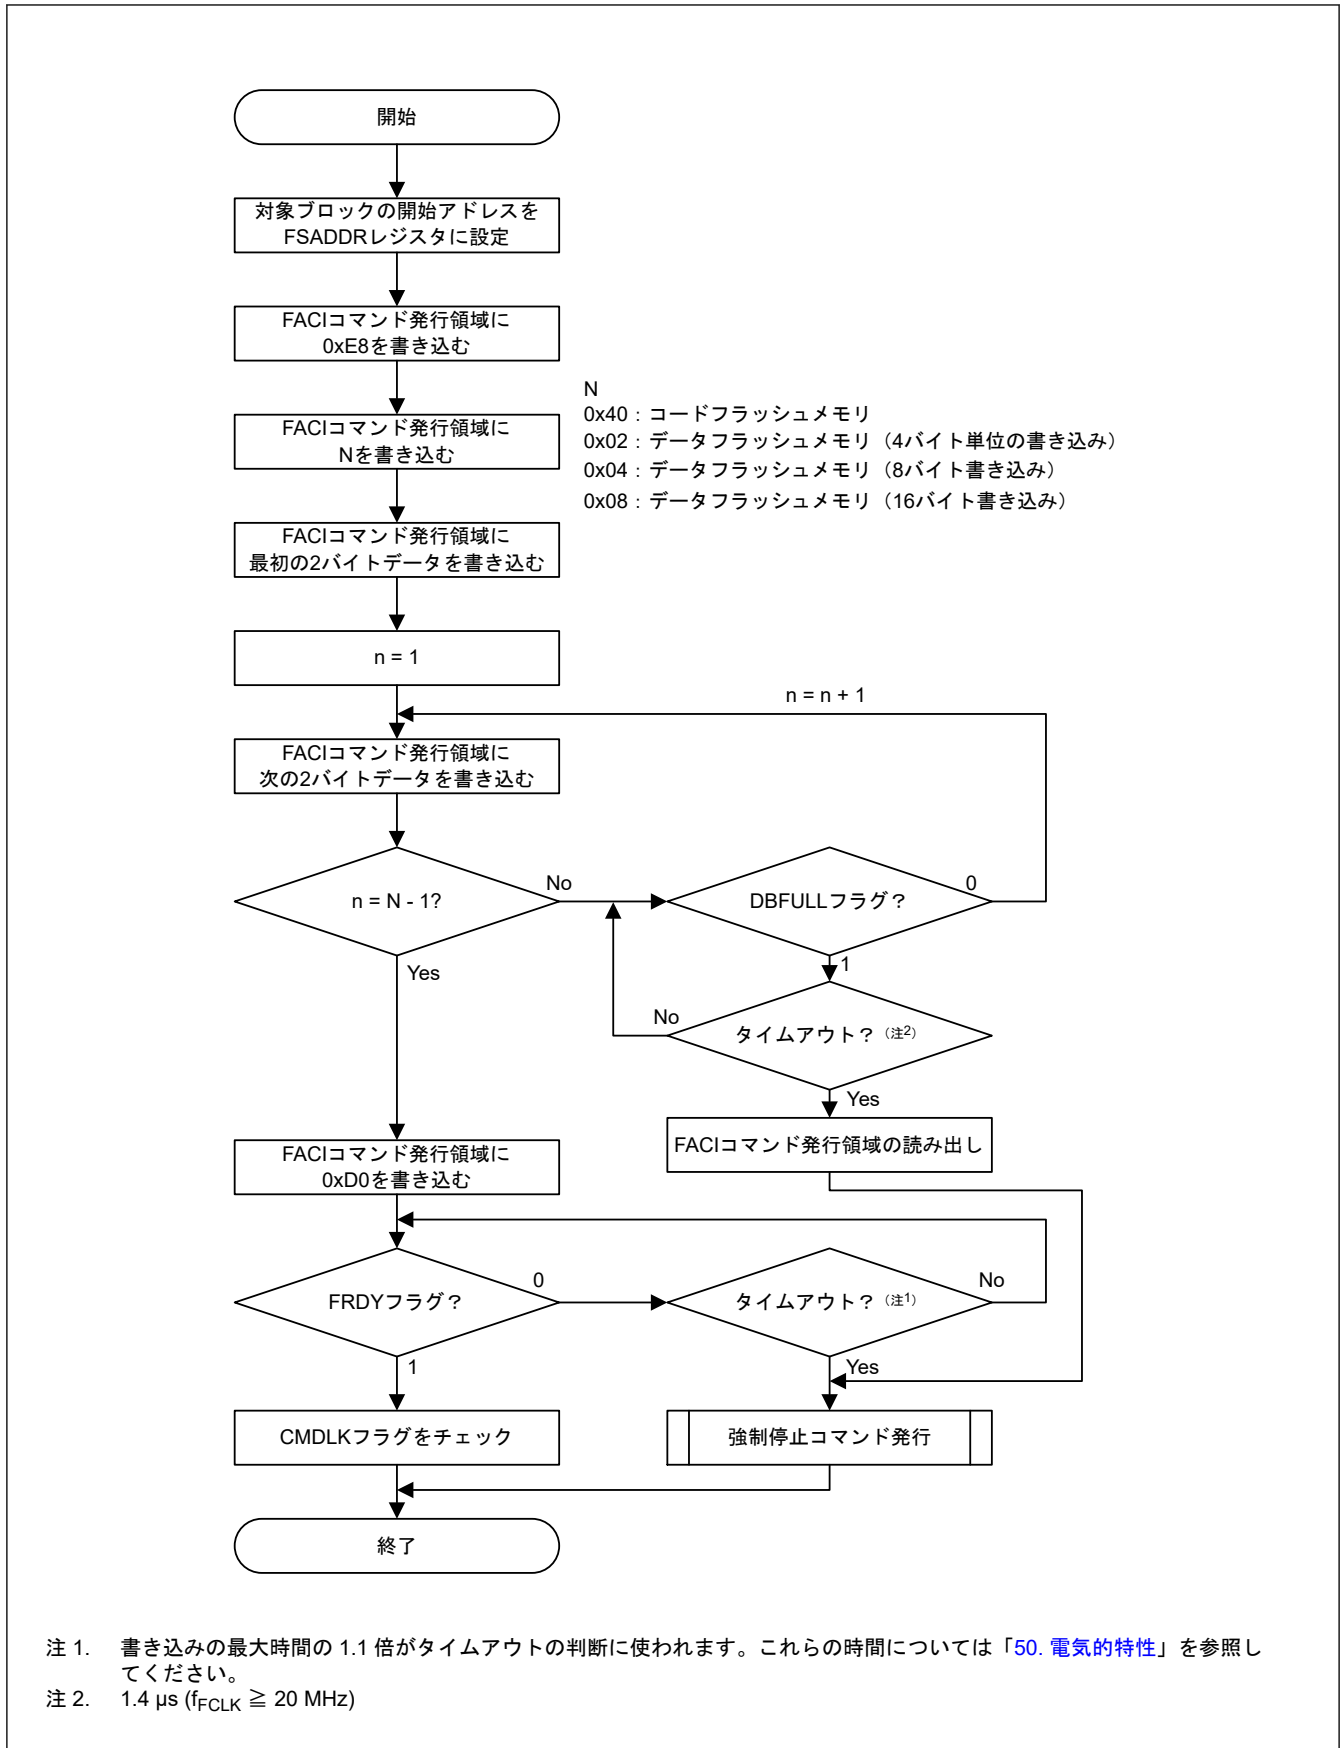 開始
対象ブロックの開始アドレスを
FSADDRレジスタに設定
FACIコマンド発行領域に
0xE8を書き込む
FACIコマンド発行領域に
Nを書き込む
N
0x40：コードフラッシュメモリ
0x02：データフラッシュメモリ（4バイト単位の書き込み）
0x04：データフラッシュメモリ（8バイト書き込み）
0x08：データフラッシュメモリ（16バイト書き込み）
FACIコマンド発行領域に
最初の2バイトデータを書き込む
n = 1
n = n + 1
FACIコマンド発行領域に
次の2バイトデータを書き込む
n = N - 1?
No
DBFULLフラグ？
0
Yes
1
No
タイムアウト？（注2）
Yes
FACIコマンド発行領域の読み出し
FACIコマンド発行領域に
0xD0を書き込む
FRDYフラグ？
0
タイムアウト？（注1）
No
1
Yes
CMDLKフラグをチェック
強制停止コマンド発行
終了
注 1. 書き込みの最大時間の 1.1 倍がタイムアウトの判断に使われます。これらの時間については「50. 電気的特性」を参照し
てください。
注 2. 1.4 µs (fFCLK ≧ 20 MHz)